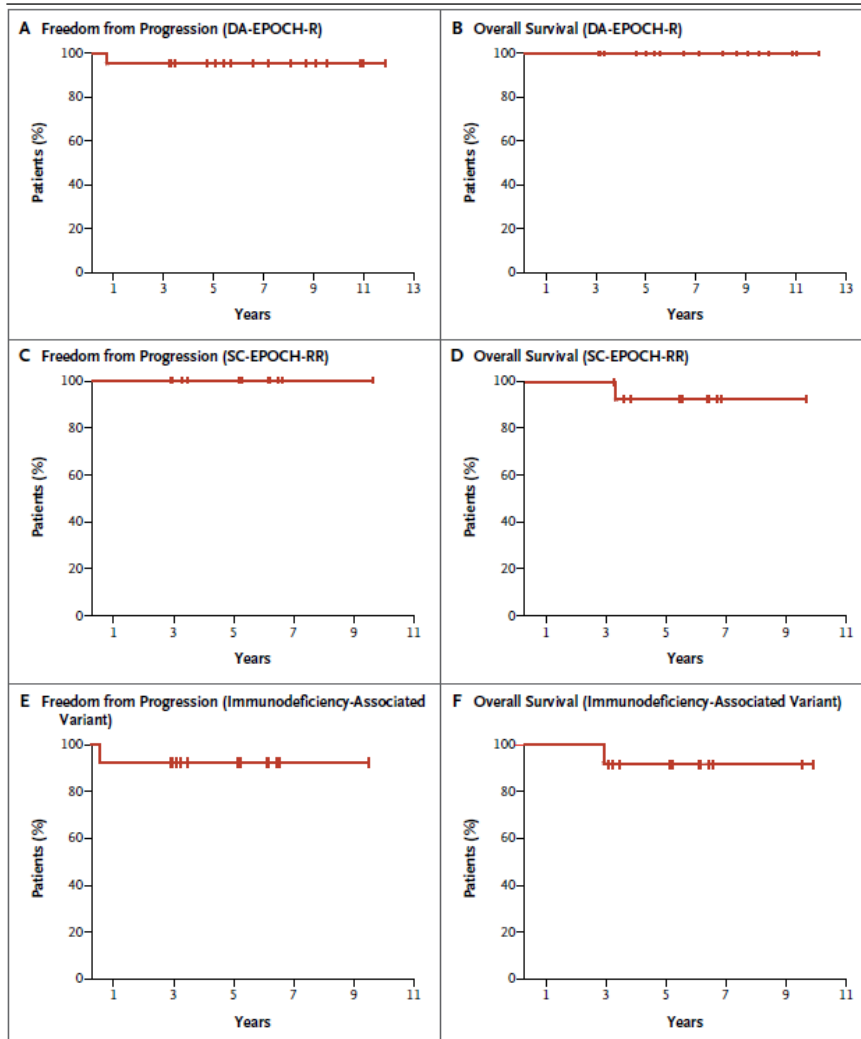 A Freedom from Progression (DA-EPOCH-R)
100
80
60
40
20
0
Patients (%)
1 3 5 7 9 11 13
Years
B Overall Survival (DA-EPOCH-R)
100
80
60
40
20
0
Patients (%)
1 3 5 7 9 11 13
Years
C Freedom from Progression (SC-EPOCH-RR)
100
80
60
40
20
0
Patients (%)
1 3 5 7 9 11
Years
D Overall Survival (SC-EPOCH-RR)
100
80
60
40
20
0
Patients (%)
1 3 5 7 9 11
Years
E Freedom from Progression (Immunodeficiency-Associated
Variant)
100
80
60
40
20
0
Patients (%)
1 3 5 7 9 11
Years
F Overall Survival (Immunodeficiency-Associated Variant)
100
80
60
40
20
0
Patients (%)
1 3 5 7 9 11
Years